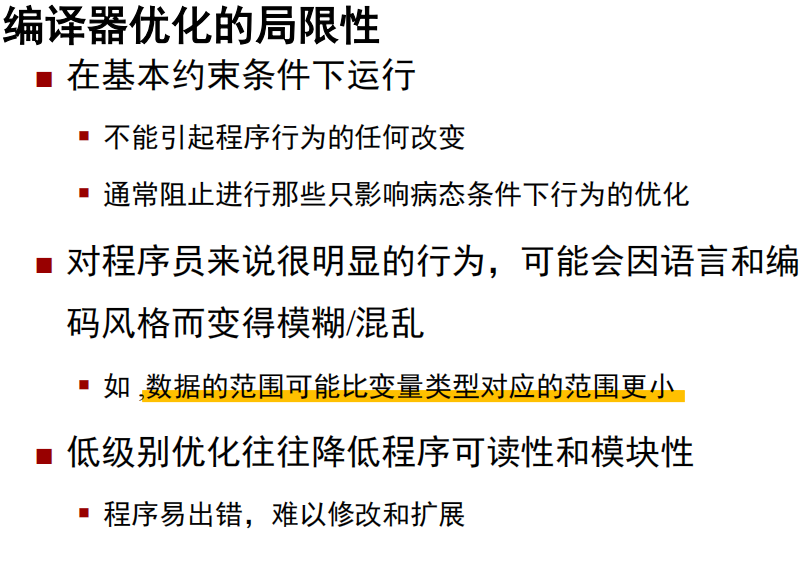 编译器优化的局限性
在基本约束条件下运行
不能引起程序行为的任何改变
通常阻止进行那些只影响病态条件下行为的优化
对程序员来说很明显的行为，可能会因语言和编
码风格而变得模糊/混乱
如 ,数据的范围可能比变量类型对应的范围更小
低级别优化往往降低程序可读性和模块性
程序易出错，难以修改和扩展